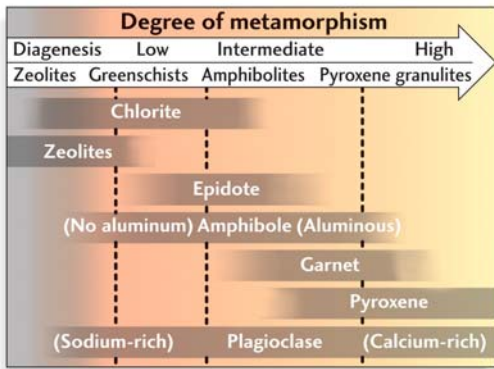 Degree of metamorphism
Diagenesis Low Intermediate High
Zeolites Greenschists Amphibolites Pyroxene granulites
Chlorite
Zeolites
Epidote
(No aluminum) Amphibole (Aluminous)
Garnet
Pyroxene
(Sodium-rich) Plagioclase (Calcium-rich)